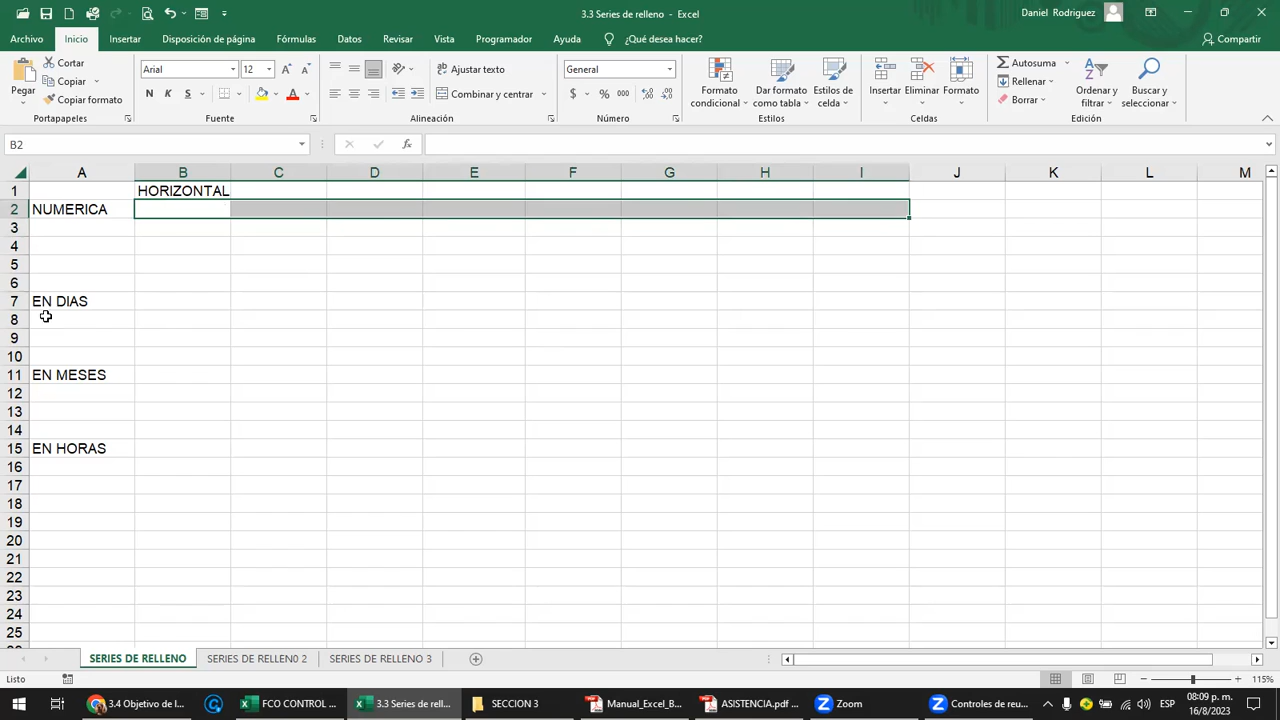 3.3 Series de relleno - Excel
Daniel Rodriguez
Archivo Inicio Insertar Disposición de página Fórmulas Datos Revisar Vista Programador Ayuda ¿Qué desea hacer? Compartir
Pegar
Cortar
Copiar
Copiar formato
Portapapeles
Arial 12
N K S
Fuente
Ajustar texto
Combinar y centrar
Alineación
General
$ % 000
Número
Formato condicional
Dar formato como tabla
Estilos de celda
Estilos
Insertar
Eliminar
Formato
Celdas
Autosuma
Rellenar
Borrar
Ordenar y filtrar
Buscar y seleccionar
Edición
B2 fx
A B C D E F G H I J K L M
1 HORIZONTAL
2 NUMERICA
3
4
5
6
7 EN DIAS
8
9
10
11 EN MESES
12
13
14
15 EN HORAS
16
17
18
19
20
21
22
23
24
25
SERIES DE RELLENO SERIES DE RELLEN0 2 SERIES DE RELLENO 3
Listo 115%
3.4 Objetivo de l... FCO CONTROL ... 3.3 Series de rell... SECCION 3 Manual_Excel_B... ASISTENCIA.pdf ... Zoom Controles de reu... ESP 08:09 p. m.
16/8/2023